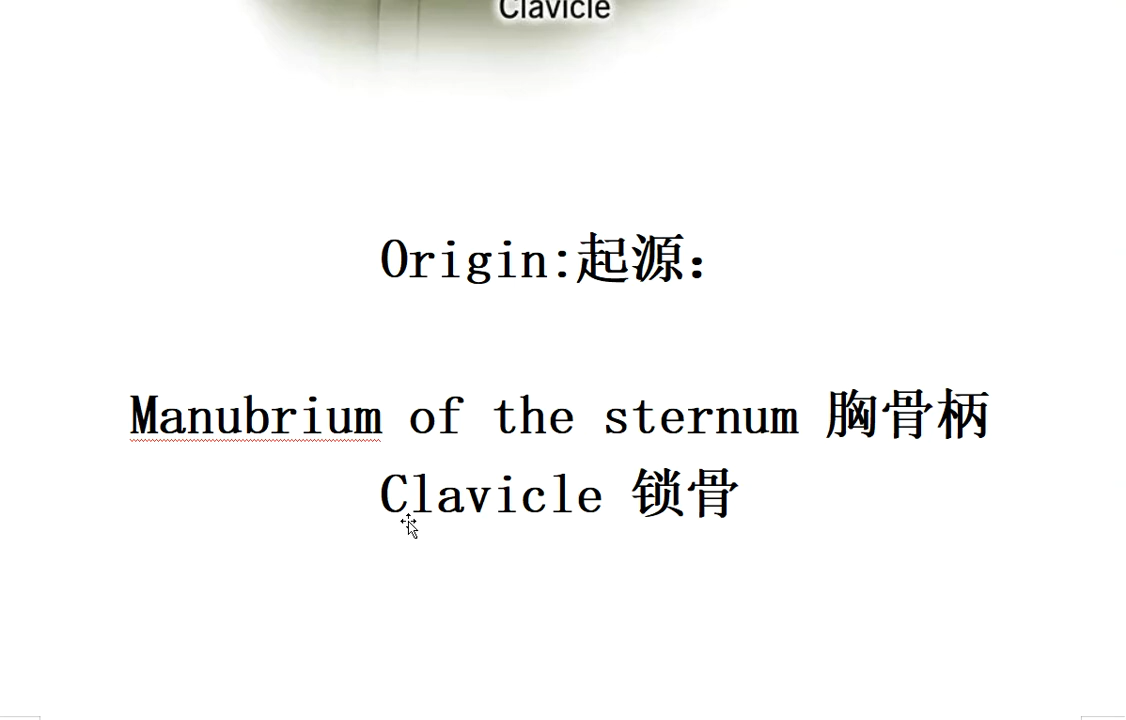 Clavicle
Origin:起源：
Manubrium of the sternum 胸骨柄
Clavicle 锁骨